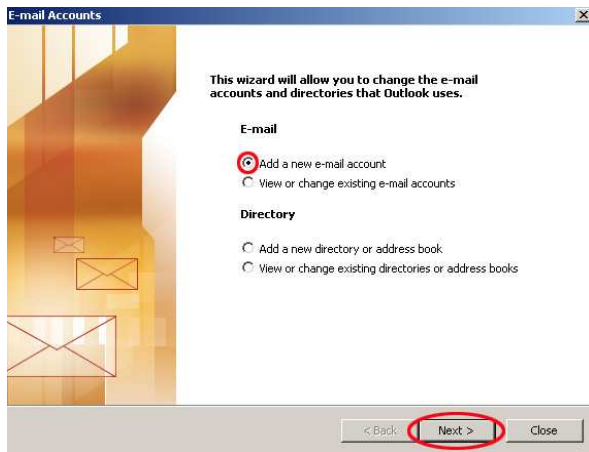 E-mail Accounts
This wizard will allow you to change the e-mail
accounts and directories that Outlook uses.
E-mail
Add a new e-mail account
View or change existing e-mail accounts
Directory
Add a new directory or address book
View or change existing directories or address books
< Back Next > Close